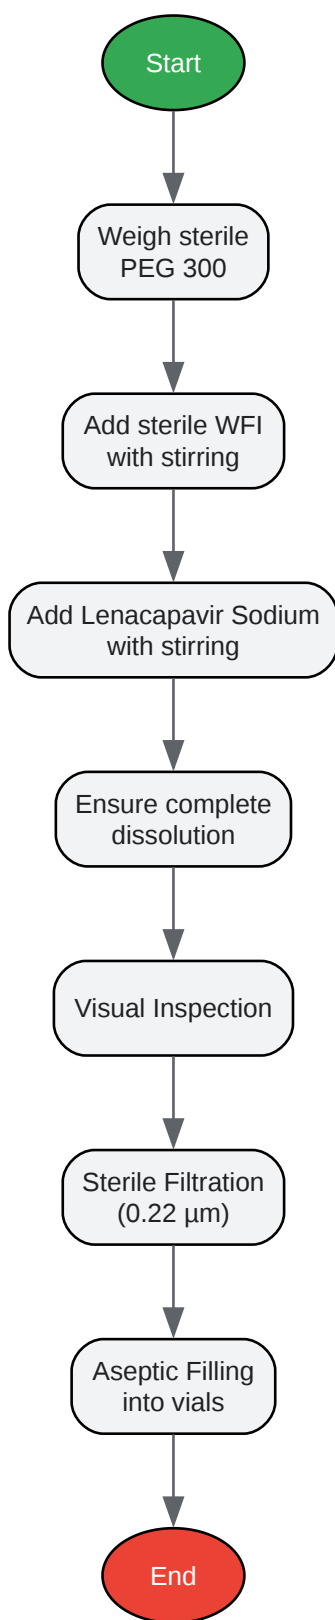 Start
Weigh sterile
PEG 300
Add sterile WFI
with stirring
Add Lenacapavir Sodium
with stirring
Ensure complete
dissolution
Visual Inspection
Sterile Filtration
(0.22 µm)
Aseptic Filling
into vials
End